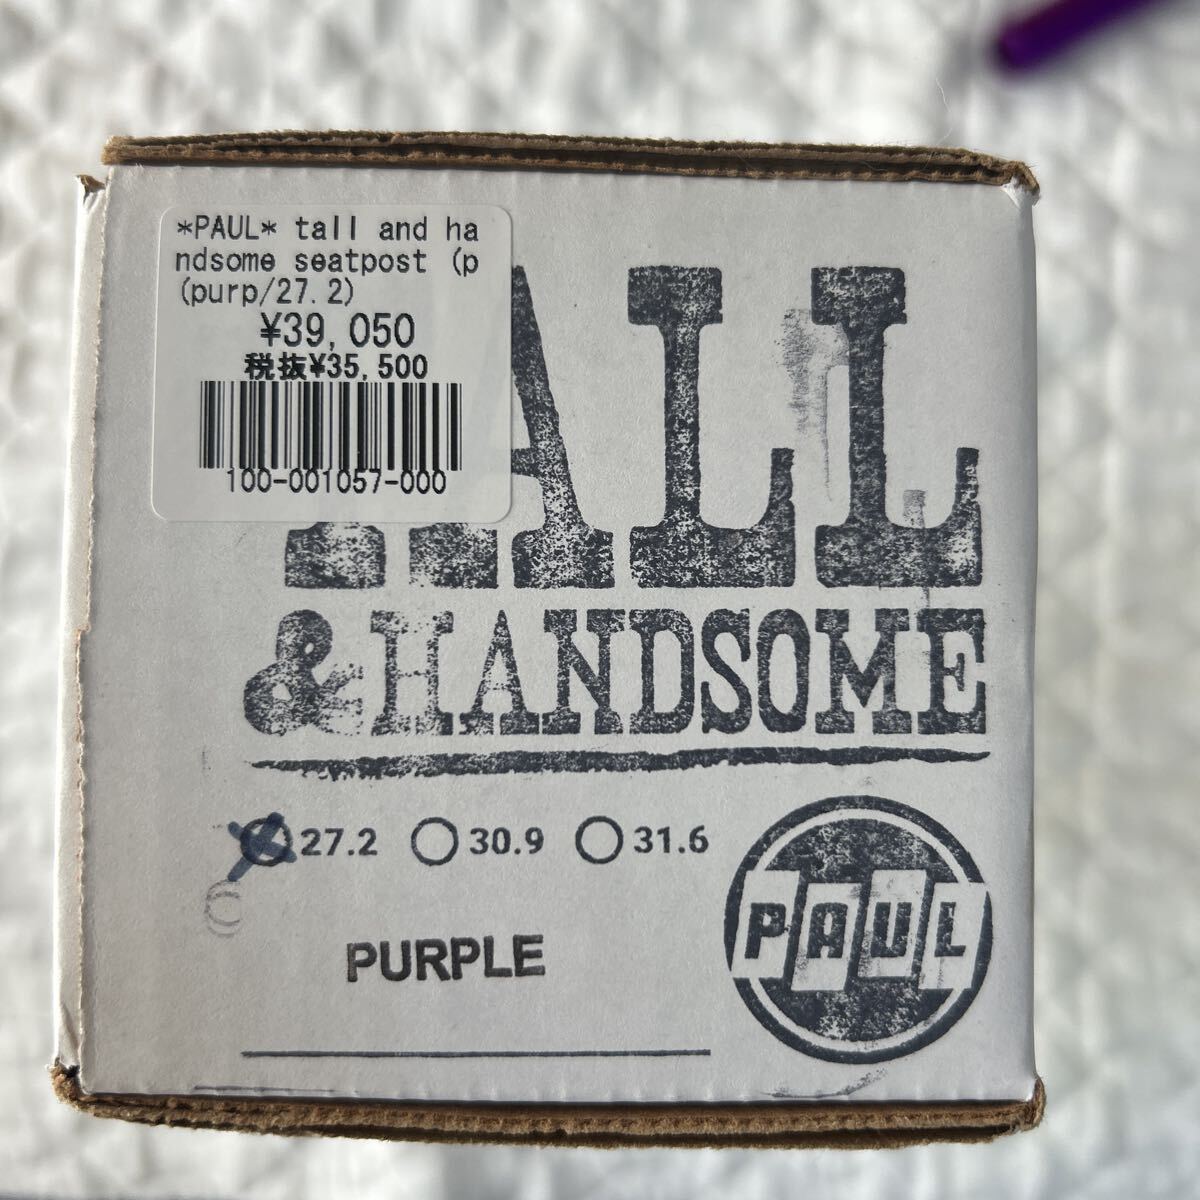 *PAUL* tall and ha
ndsome seatpost (p
(purp/27.2)
¥39,050
税抜¥35,500
100-001057-000
TALL
&HANDSOME
27.2 30.9 31.6
PURPLE
PAUL